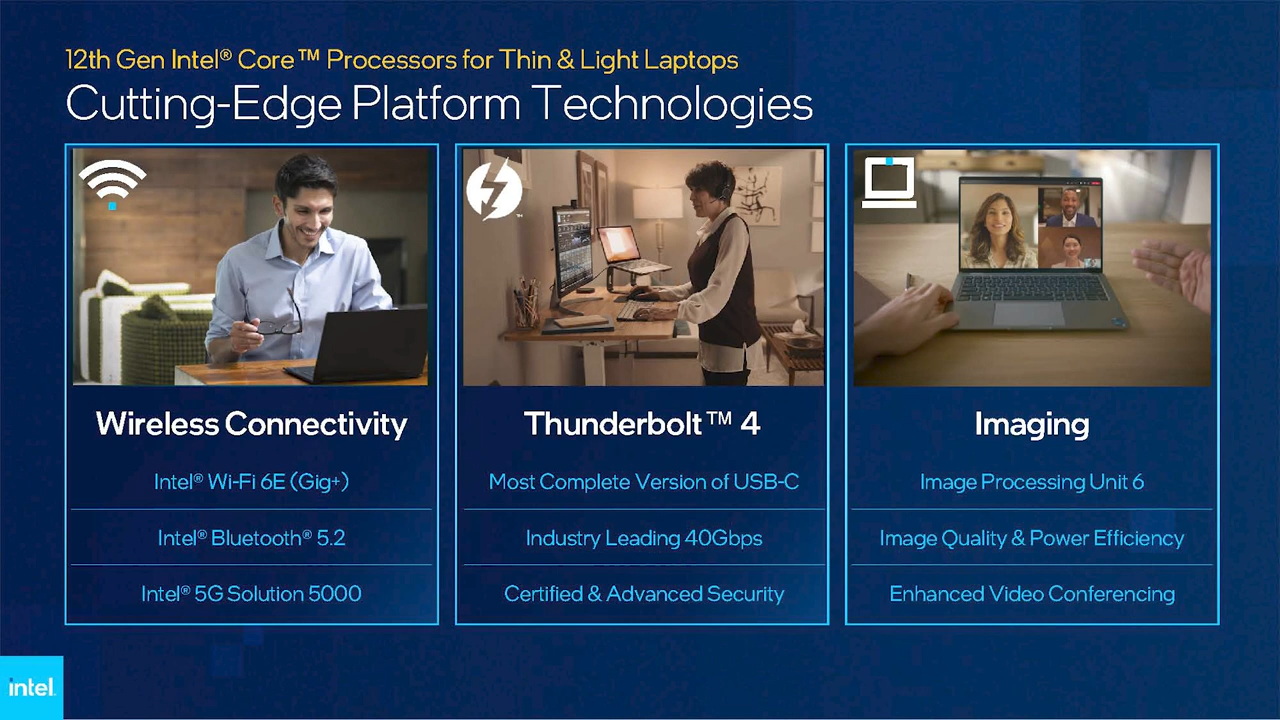 12th Gen Intel® Core™ Processors for Thin & Light Laptops
Cutting-Edge Platform Technologies
Wireless Connectivity
Intel® Wi-Fi 6E (Gig+)
Intel® Bluetooth® 5.2
Intel® 5G Solution 5000
Thunderbolt™ 4
Most Complete Version of USB-C
Industry Leading 40Gbps
Certified & Advanced Security
Imaging
Image Processing Unit 6
Image Quality & Power Efficiency
Enhanced Video Conferencing
intel.